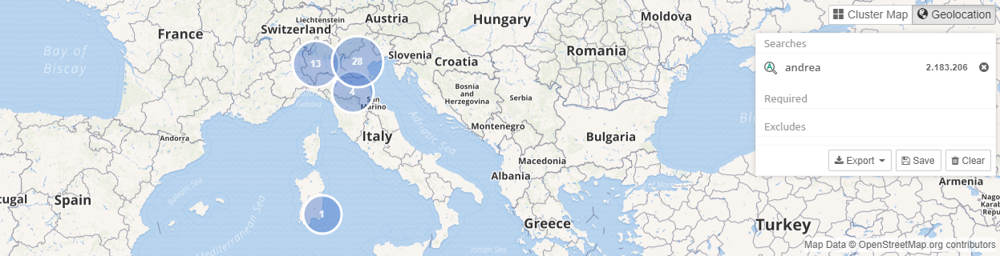 Cluster Map
Geolocation
Searches
andrea
2.183.206
Required
Excludes
Export
Save
Clear
Map Data © OpenStreetMap.org contributors
Bay of
Biscay
France
Liechtenstein
Switzerland
Austria
Hungary
Moldova
Slovenia
Croatia
Romania
13
28
4
San
Marino
Genova
Bosnia
and
Herzegovina
Serbia
Adriatic Sea
Montenegro
Bulgaria
Andorra
Italy
Macedonia
Albania
Spain
Balearic Sea
Mediterranean Sea
1
Greece
Ionian Sea
Turkey
Armenia